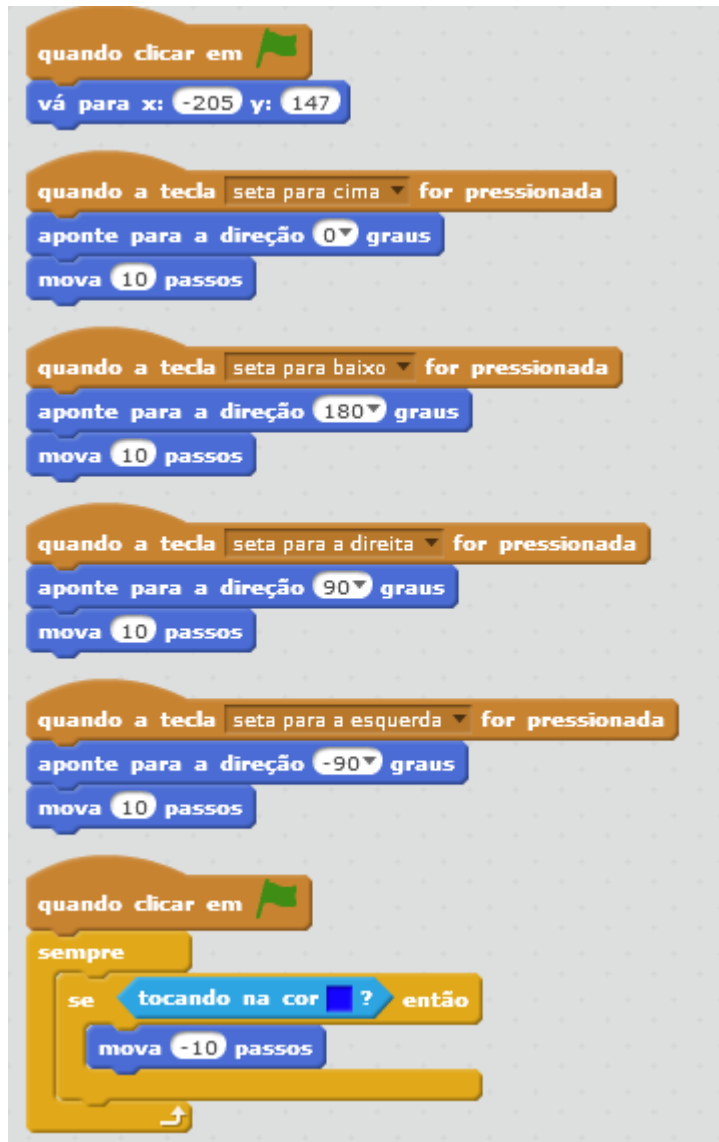 quando clicar em
vá para x: -205 y: 147
quando a tecla seta para cima for pressionada
aponte para a direção 0 graus
mova 10 passos
quando a tecla seta para baixo for pressionada
aponte para a direção 180 graus
mova 10 passos
quando a tecla seta para a direita for pressionada
aponte para a direção 90 graus
mova 10 passos
quando a tecla seta para a esquerda for pressionada
aponte para a direção -90 graus
mova 10 passos
quando clicar em
sempre
se tocando na cor ? então
mova -10 passos